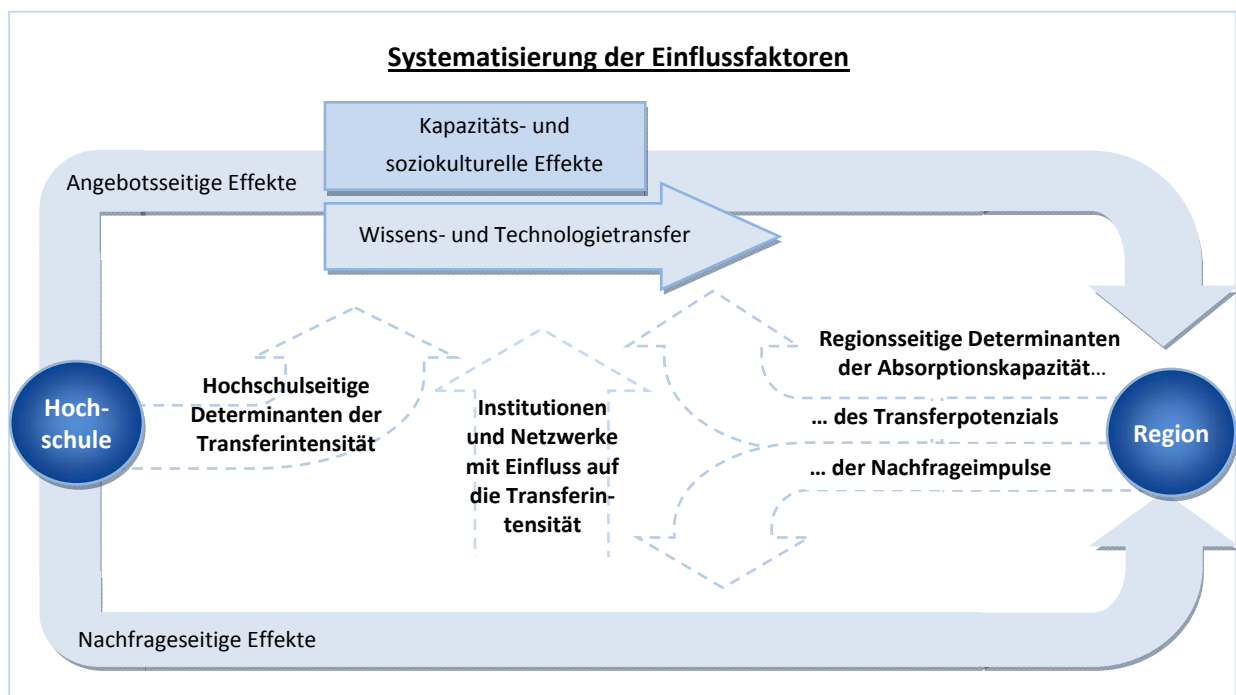 Systematisierung der Einflussfaktoren
Kapazitäts- und
soziokulturelle Effekte
Angebotsseitige Effekte
Wissens- und Technologietransfer
Hoch-
schule
Hochschulseitige
Determinanten der
Transferintensität
Institutionen
und Netzwerke
mit Einfluss auf
die Transferin-
tensität
Regionsseitige Determinanten
der Absorptionskapazität...
... des Transferpotenzials
... der Nachfrageimpulse
Region
Nachfrageseitige Effekte